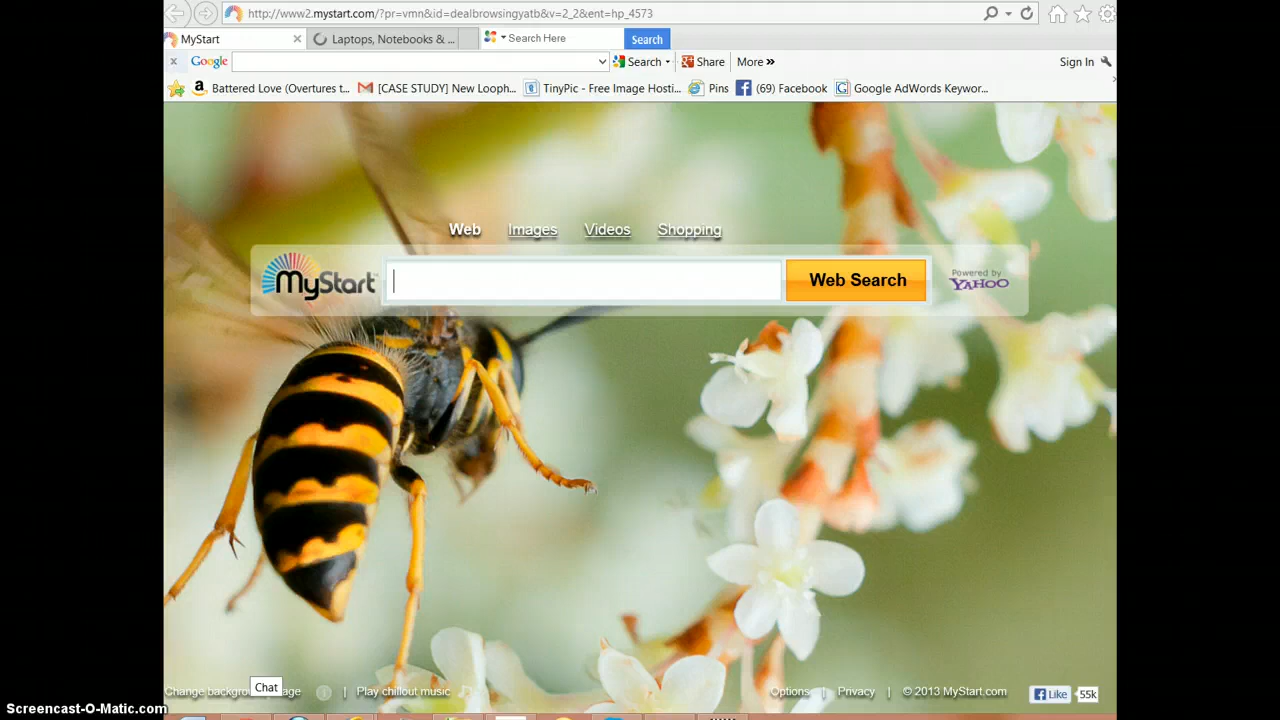 http://www2.mystart.com/?pr=vmn&id=dealbrowsingyatb&v=2_2&ent=hp_4573
MyStart Laptops, Notebooks & ... Search Here Search
x Google Search Share More » Sign In
Battered Love (Overtures t... [CASE STUDY] New Looph... TinyPic - Free Image Hosti... Pins (69) Facebook Google AdWords Keywor...
Web Images Videos Shopping
MyStart Web Search Powered by YAHOO
Chat
Change backgro age | Play chillout music Options | Privacy | © 2013 MyStart.com Like 55k
Screencast-O-Matic.com